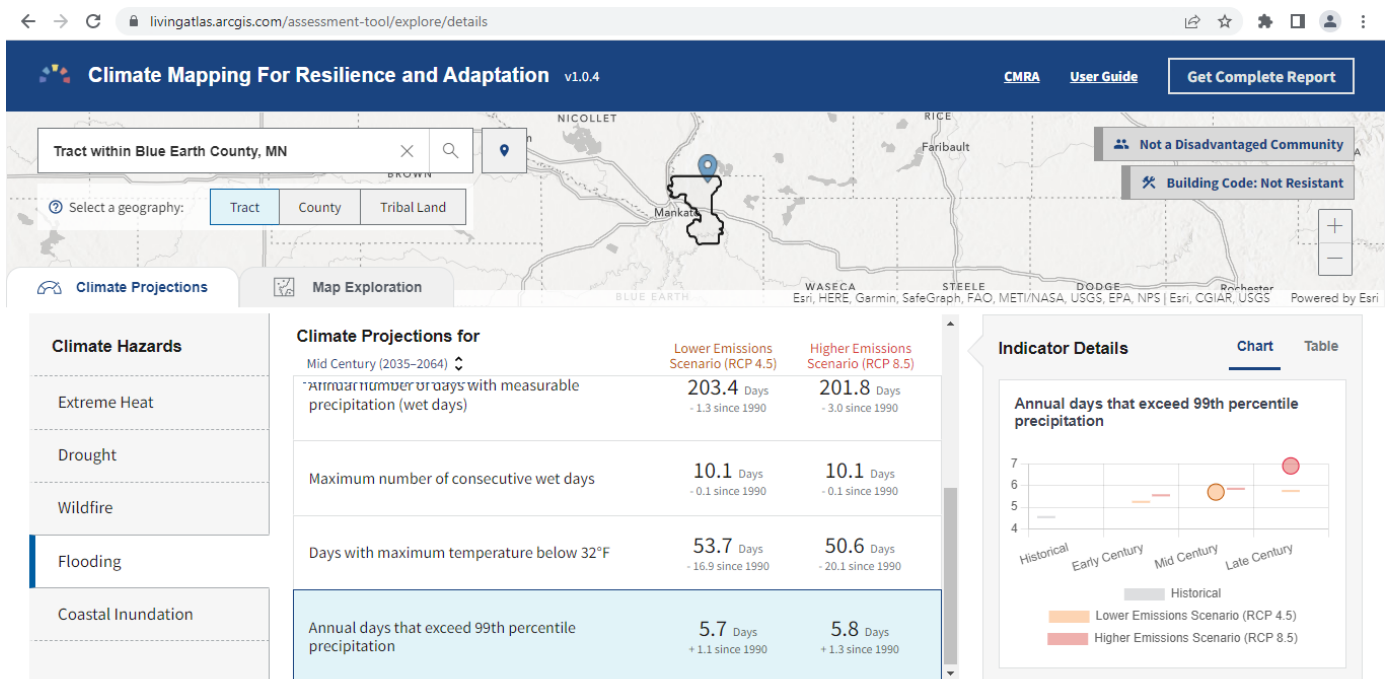 livingatlas.arcgis.com/assessment-tool/explore/details
Climate Mapping For Resilience and Adaptation v1.0.4
CMRA
User Guide
Get Complete Report
Tract within Blue Earth County, MN
Select a geography:
Tract
County
Tribal Land
NICOLLET
BROWN
RICE
Faribault
Mankato
BLUE EARTH
WASECA
STEELE
DODGE
Rochester
Not a Disadvantaged Community
Building Code: Not Resistant
+
−
Esri, HERE, Garmin, SafeGraph, FAO, METI/NASA, USGS, EPA, NPS | Esri, CGIAR, USGS Powered by Esri
Climate Projections
Map Exploration
Climate Hazards
Extreme Heat
Drought
Wildfire
Flooding
Coastal Inundation
Climate Projections for
Mid Century (2035–2064)
Lower Emissions
Scenario (RCP 4.5)
Higher Emissions
Scenario (RCP 8.5)
Annual number of days with measurable
precipitation (wet days)
203.4 Days
- 1.3 since 1990
201.8 Days
- 3.0 since 1990
Maximum number of consecutive wet days
10.1 Days
- 0.1 since 1990
10.1 Days
- 0.1 since 1990
Days with maximum temperature below 32°F
53.7 Days
- 16.9 since 1990
50.6 Days
- 20.1 since 1990
Annual days that exceed 99th percentile
precipitation
5.7 Days
+ 1.1 since 1990
5.8 Days
+ 1.3 since 1990
Indicator Details
Chart
Table
Annual days that exceed 99th percentile
precipitation
7
6
5
4
Historical
Early Century
Mid Century
Late Century
Historical
Lower Emissions Scenario (RCP 4.5)
Higher Emissions Scenario (RCP 8.5)